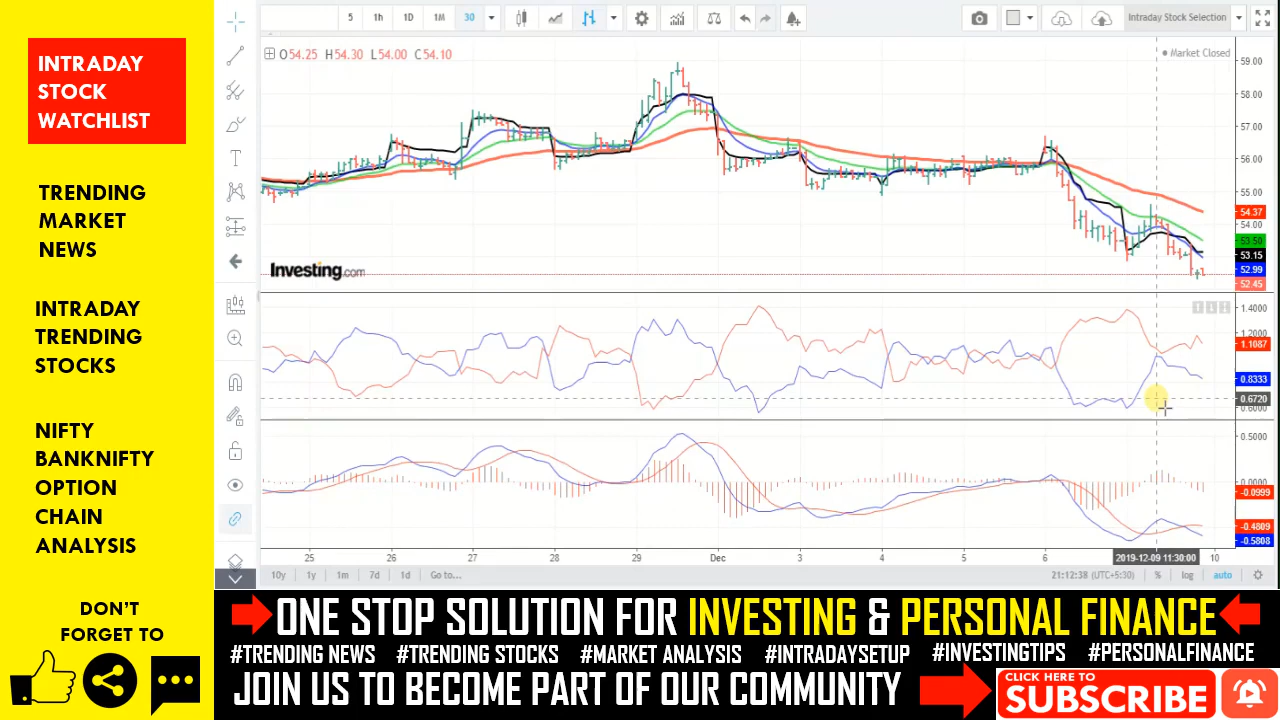 INTRADAY
STOCK
WATCHLIST
TRENDING
MARKET
NEWS
INTRADAY
TRENDING
STOCKS
NIFTY
BANKNIFTY
OPTION
CHAIN
ANALYSIS
DON'T
FORGET TO
5 1h 1D 1M 30
Intraday Stock Selection
O54.25 H54.30 L54.00 C54.10
Market Closed
59.00
58.00
57.00
56.00
55.00
54.37
54.00
53.50
53.15
52.99
52.45
Investing.com
1.4000
1.2000
1.1087
0.8333
0.6720
0.6000
0.5000
0.0000
-0.0999
-0.4809
-0.5808
25 26 27 28 29 Dec 3 4 5 6 2019-12-09 11:30:00 10
10y 1y 1m 7d 1d Go to...
21:12:38 (UTC+5:30) % log auto
ONE STOP SOLUTION FOR INVESTING & PERSONAL FINANCE
#TRENDING NEWS #TRENDING STOCKS #MARKET ANALYSIS #INTRADAYSETUP #INVESTINGTIPS #PERSONALFINANCE
JOIN US TO BECOME PART OF OUR COMMUNITY
CLICK HERE TO
SUBSCRIBE